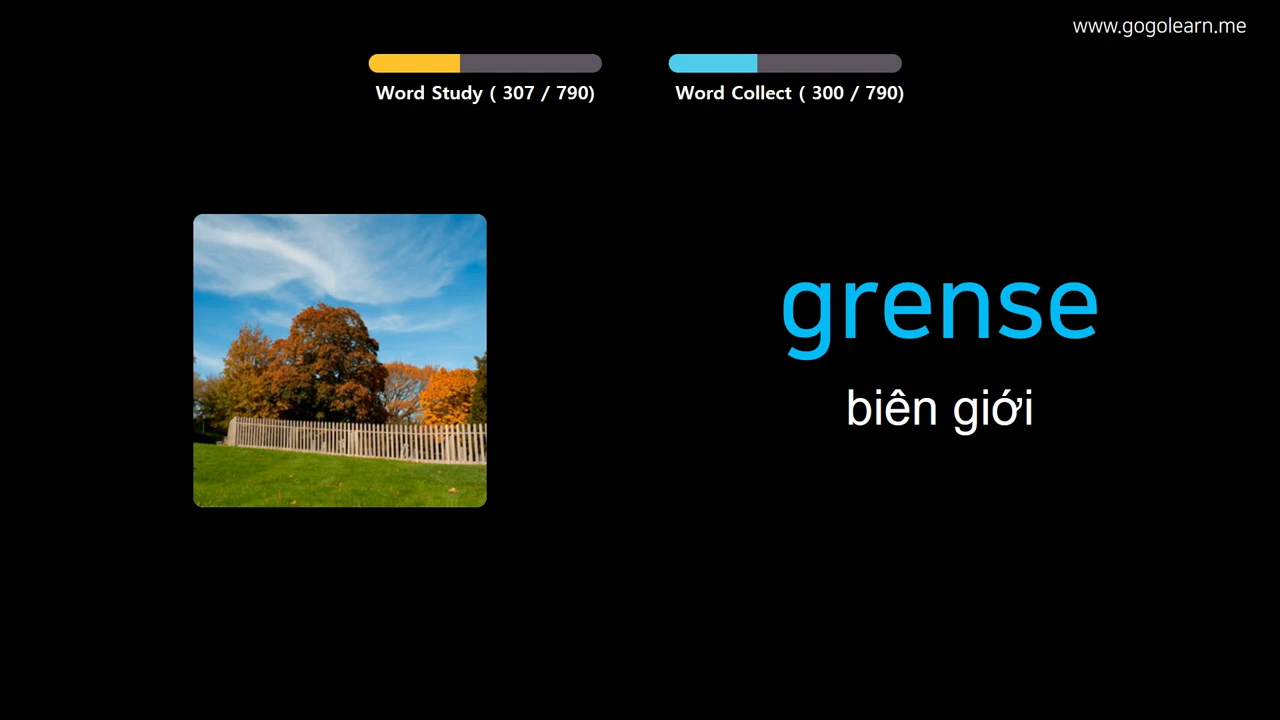 www.gogolearn.me
Word Study ( 307 / 790)
Word Collect ( 300 / 790)
grense
biên giới